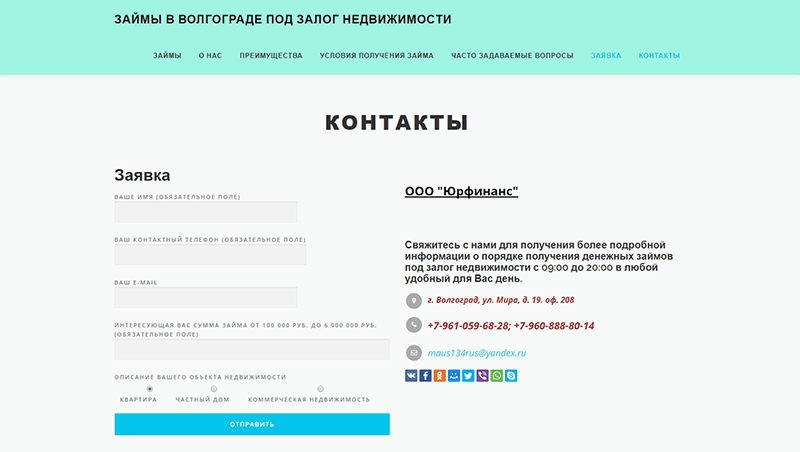 ЗАЙМЫ В ВОЛГОГРАДЕ ПОД ЗАЛОГ НЕДВИЖИМОСТИ
ЗАЙМЫ О НАС ПРЕИМУЩЕСТВА УСЛОВИЯ ПОЛУЧЕНИЯ ЗАЙМА ЧАСТО ЗАДАВАЕМЫЕ ВОПРОСЫ ЗАЯВКА КОНТАКТЫ
КОНТАКТЫ
Заявка
ВАШЕ ИМЯ (ОБЯЗАТЕЛЬНОЕ ПОЛЕ)
ВАШ КОНТАКТНЫЙ ТЕЛЕФОН (ОБЯЗАТЕЛЬНОЕ ПОЛЕ)
ВАШ E-MAIL
ИНТЕРЕСУЮЩАЯ ВАС СУММА ЗАЙМА ОТ 100 000 РУБ. ДО 6 000 000 РУБ.
(ОБЯЗАТЕЛЬНОЕ ПОЛЕ)
ОПИСАНИЕ ВАШЕГО ОБЪЕКТА НЕДВИЖИМОСТИ
КВАРТИРА ЧАСТНЫЙ ДОМ КОММЕРЧЕСКАЯ НЕДВИЖИМОСТЬ
ОТПРАВИТЬ
ООО "Юрфинанс"
Свяжитесь с нами для получения более подробной
информации о порядке получения денежных займов
под залог недвижимости с 09:00 до 20:00 в любой
удобный для Вас день.
г. Волгоград, ул. Мира, д. 19. оф. 208
+7-961-059-68-28; +7-960-888-80-14
maus134rus@yandex.ru